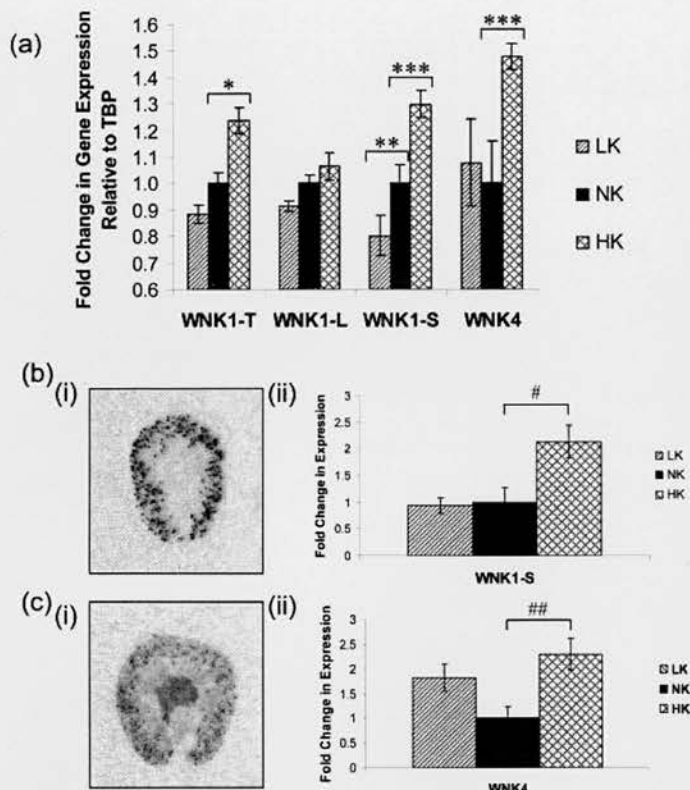 (a)
Fold Change in Gene Expression
Relative to TBP
1.6
1.5
1.4
1.3
1.2
1.1
1.0
0.9
0.8
0.7
0.6
*
**
***
***
WNK1-T
WNK1-L
WNK1-S
WNK4
LK
NK
HK
(b)
(i)
(ii)
Fold Change in Expression
3
2.5
2
1.5
1
0.5
0
#
WNK1-S
LK
NK
HK
(c)
(i)
(ii)
Fold Change in Expression
3
2.5
2
1.5
1
0.5
0
##
WNK4
LK
NK
HK